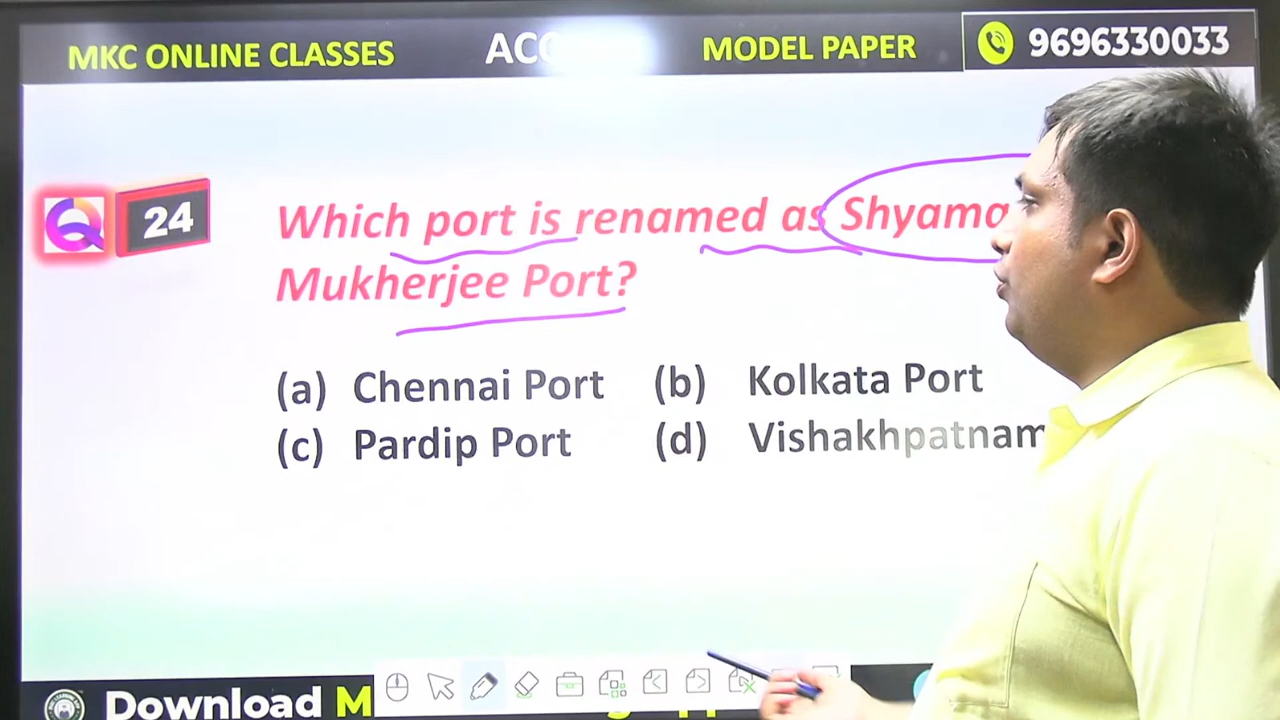 MKC ONLINE CLASSES
MODEL PAPER
9696330033
24
Which port is renamed as Shyama
Mukherjee Port?
(a) Chennai Port (b) Kolkata Port
(c) Pardip Port (d) Vishakhpatnam
Download M